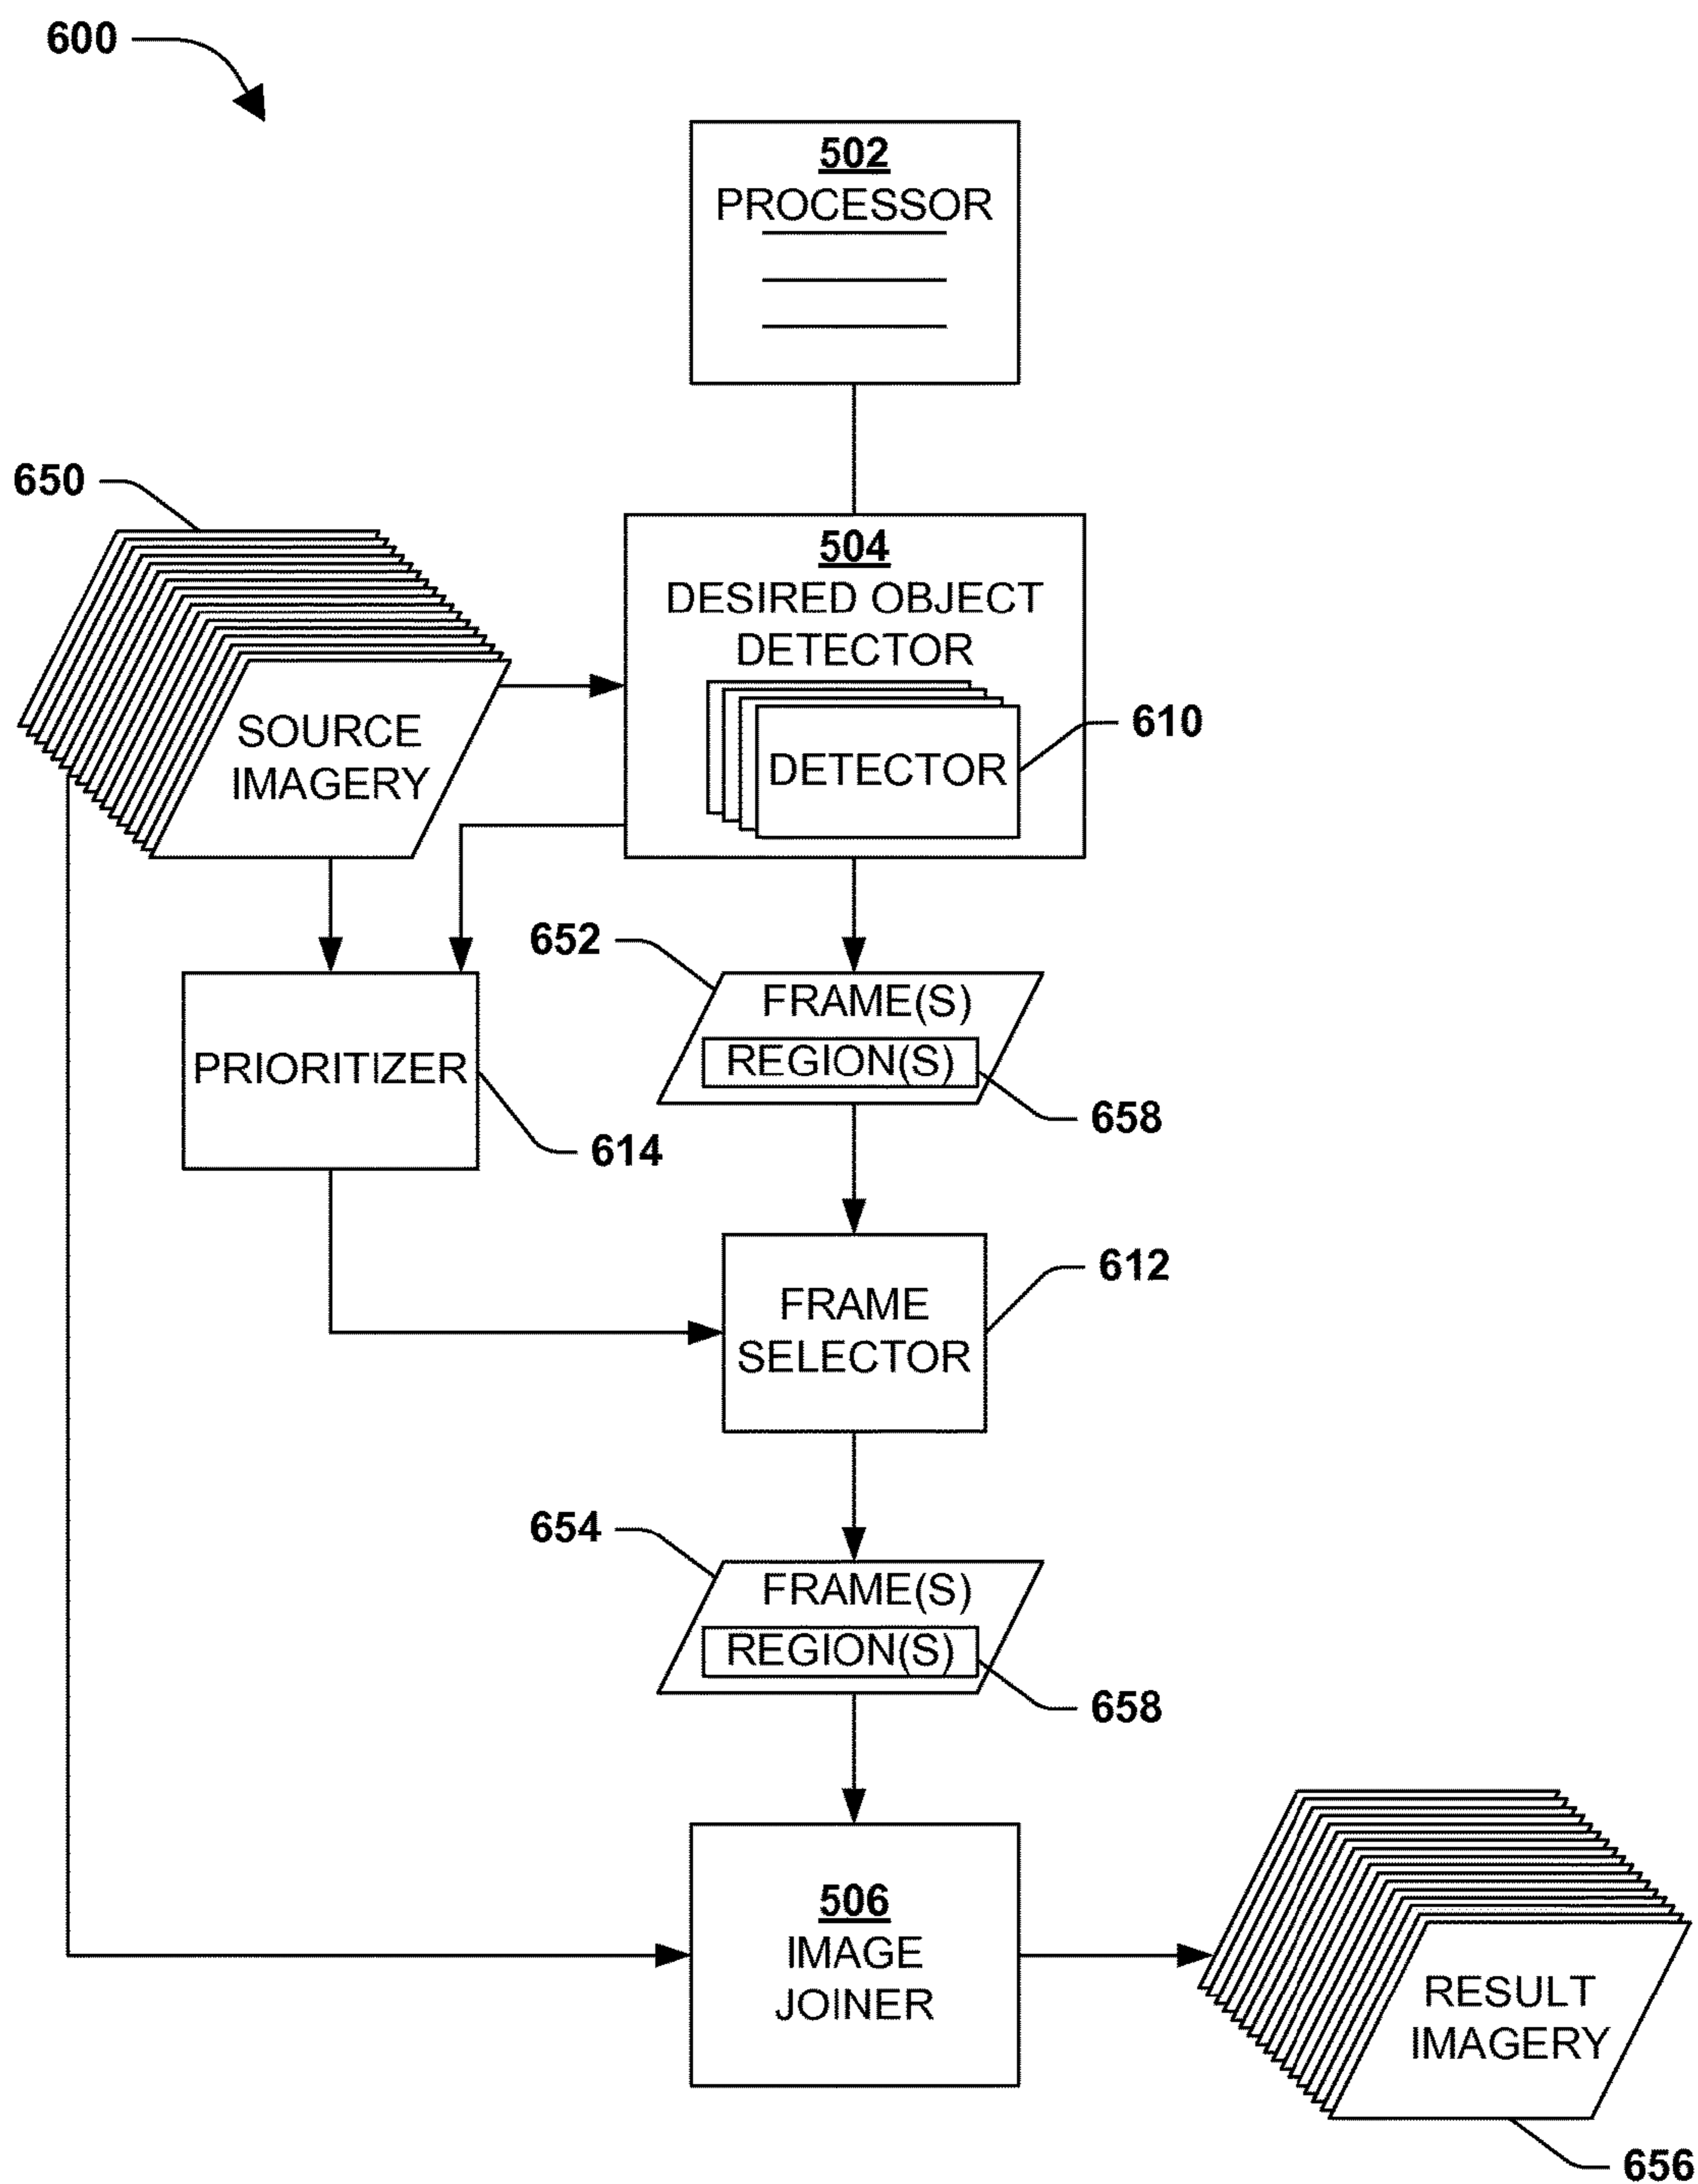 600
502
PROCESSOR
650
504
DESIRED OBJECT
DETECTOR
610
DETECTOR
SOURCE
IMAGERY
652
FRAME(S)
REGION(S)
658
PRIORITIZER
614
612
FRAME
SELECTOR
654
FRAME(S)
REGION(S)
658
506
IMAGE
JOINER
RESULT
IMAGERY
656